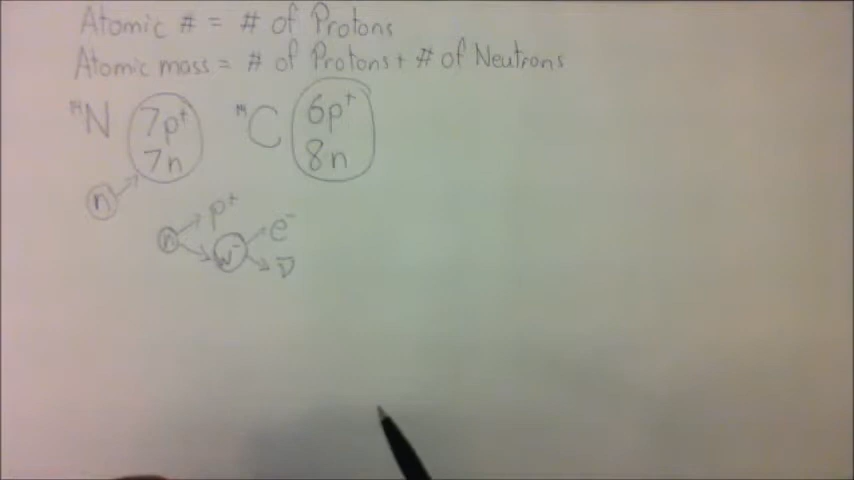 Atomic # = # of Protons
Atomic mass = # of Protons + # of Neutrons
¹⁴N 7p⁺ ¹⁴C 6p⁺
7n 8n
n
p⁺
n e⁻
W⁻
ν̅